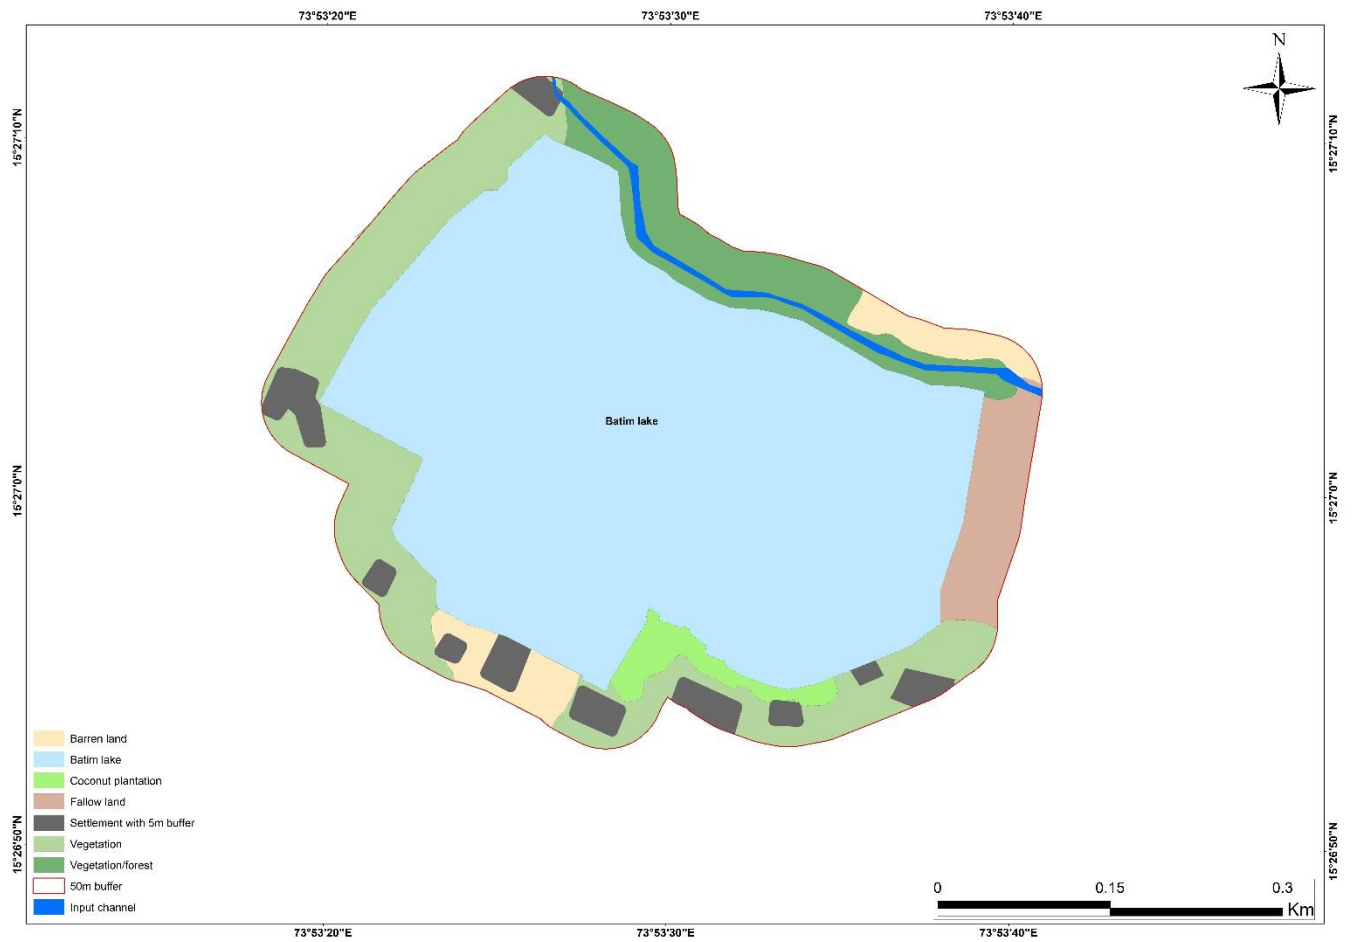 73°53'20"E
73°53'30"E
73°53'40"E
N
15°27'10"N
15°27'10"N
Batim lake
15°27'0"N
15°27'0"N
Barren land
Batim lake
Coconut plantation
Fallow land
Settlement with 5m buffer
Vegetation
Vegetation/forest
50m buffer
Input channel
15°26'50"N
15°26'50"N
0 0.15 0.3
Km
73°53'20"E
73°53'30"E
73°53'40"E